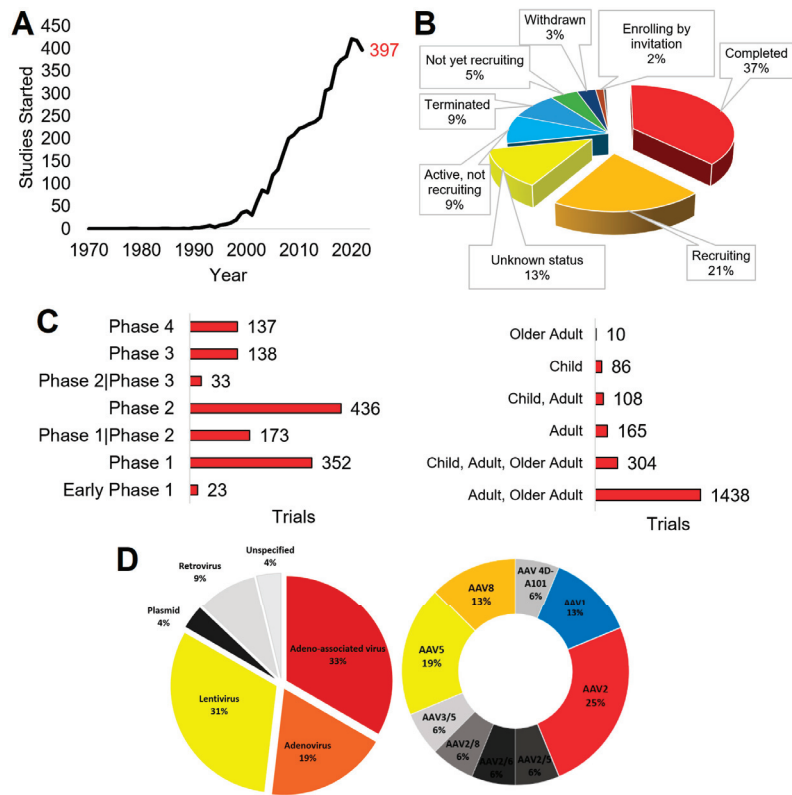 A
450
400
350
300
250
200
150
100
50
0
Studies Started
397
1970 1980 1990 2000 2010 2020
Year
B
Withdrawn
3%
Enrolling by
invitation
2%
Completed
37%
Not yet recruiting
5%
Terminated
9%
Active, not
recruiting
9%
Unknown status
13%
Recruiting
21%
C
Phase 4 137
Phase 3 138
Phase 2|Phase 3 33
Phase 2 436
Phase 1|Phase 2 173
Phase 1 352
Early Phase 1 23
Trials
Older Adult 10
Child 86
Child, Adult 108
Adult 165
Child, Adult, Older Adult 304
Adult, Older Adult 1438
Trials
D
Unspecified
4%
Retrovirus
9%
Plasmid
4%
Adeno-associated virus
33%
Lentivirus
31%
Adenovirus
19%
AAV 4D-
A101
6%
AAV1
13%
AAV8
13%
AAV5
19%
AAV2
25%
AAV3/5
6%
AAV2/8
6%
AAV2/6
6%
AAV2/5
6%